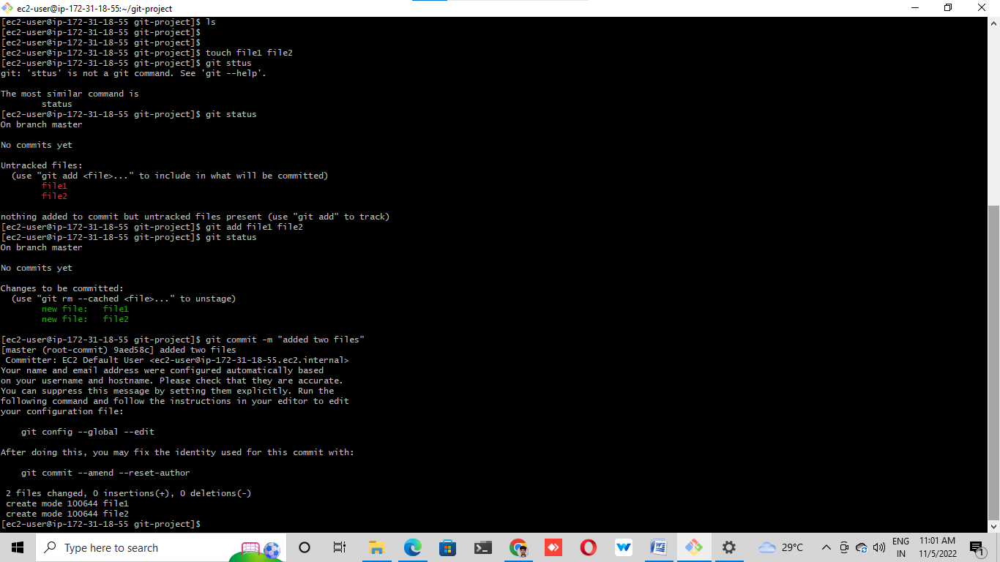 ec2-user@ip-172-31-18-55:~/git-project
[ec2-user@ip-172-31-18-55 git-project]$ ls
[ec2-user@ip-172-31-18-55 git-project]$
[ec2-user@ip-172-31-18-55 git-project]$
[ec2-user@ip-172-31-18-55 git-project]$ touch file1 file2
[ec2-user@ip-172-31-18-55 git-project]$ git sttus
git: 'sttus' is not a git command. See 'git --help'.
The most similar command is
status
[ec2-user@ip-172-31-18-55 git-project]$ git status
On branch master
No commits yet
Untracked files:
(use "git add <file>..." to include in what will be committed)
file1
file2
nothing added to commit but untracked files present (use "git add" to track)
[ec2-user@ip-172-31-18-55 git-project]$ git add file1 file2
[ec2-user@ip-172-31-18-55 git-project]$ git status
On branch master
No commits yet
Changes to be committed:
(use "git rm --cached <file>..." to unstage)
new file:   file1
new file:   file2
[ec2-user@ip-172-31-18-55 git-project]$ git commit -m "added two files"
[master (root-commit) 9aed58c] added two files
Committer: EC2 Default User <ec2-user@ip-172-31-18-55.ec2.internal>
Your name and email address were configured automatically based
on your username and hostname. Please check that they are accurate.
You can suppress this message by setting them explicitly. Run the
following command and follow the instructions in your editor to edit
your configuration file:
git config --global --edit
After doing this, you may fix the identity used for this commit with:
git commit --amend --reset-author
2 files changed, 0 insertions(+), 0 deletions(-)
create mode 100644 file1
create mode 100644 file2
[ec2-user@ip-172-31-18-55 git-project]$
Type here to search
29°C
ENG
IN
11:01 AM
11/5/2022
1